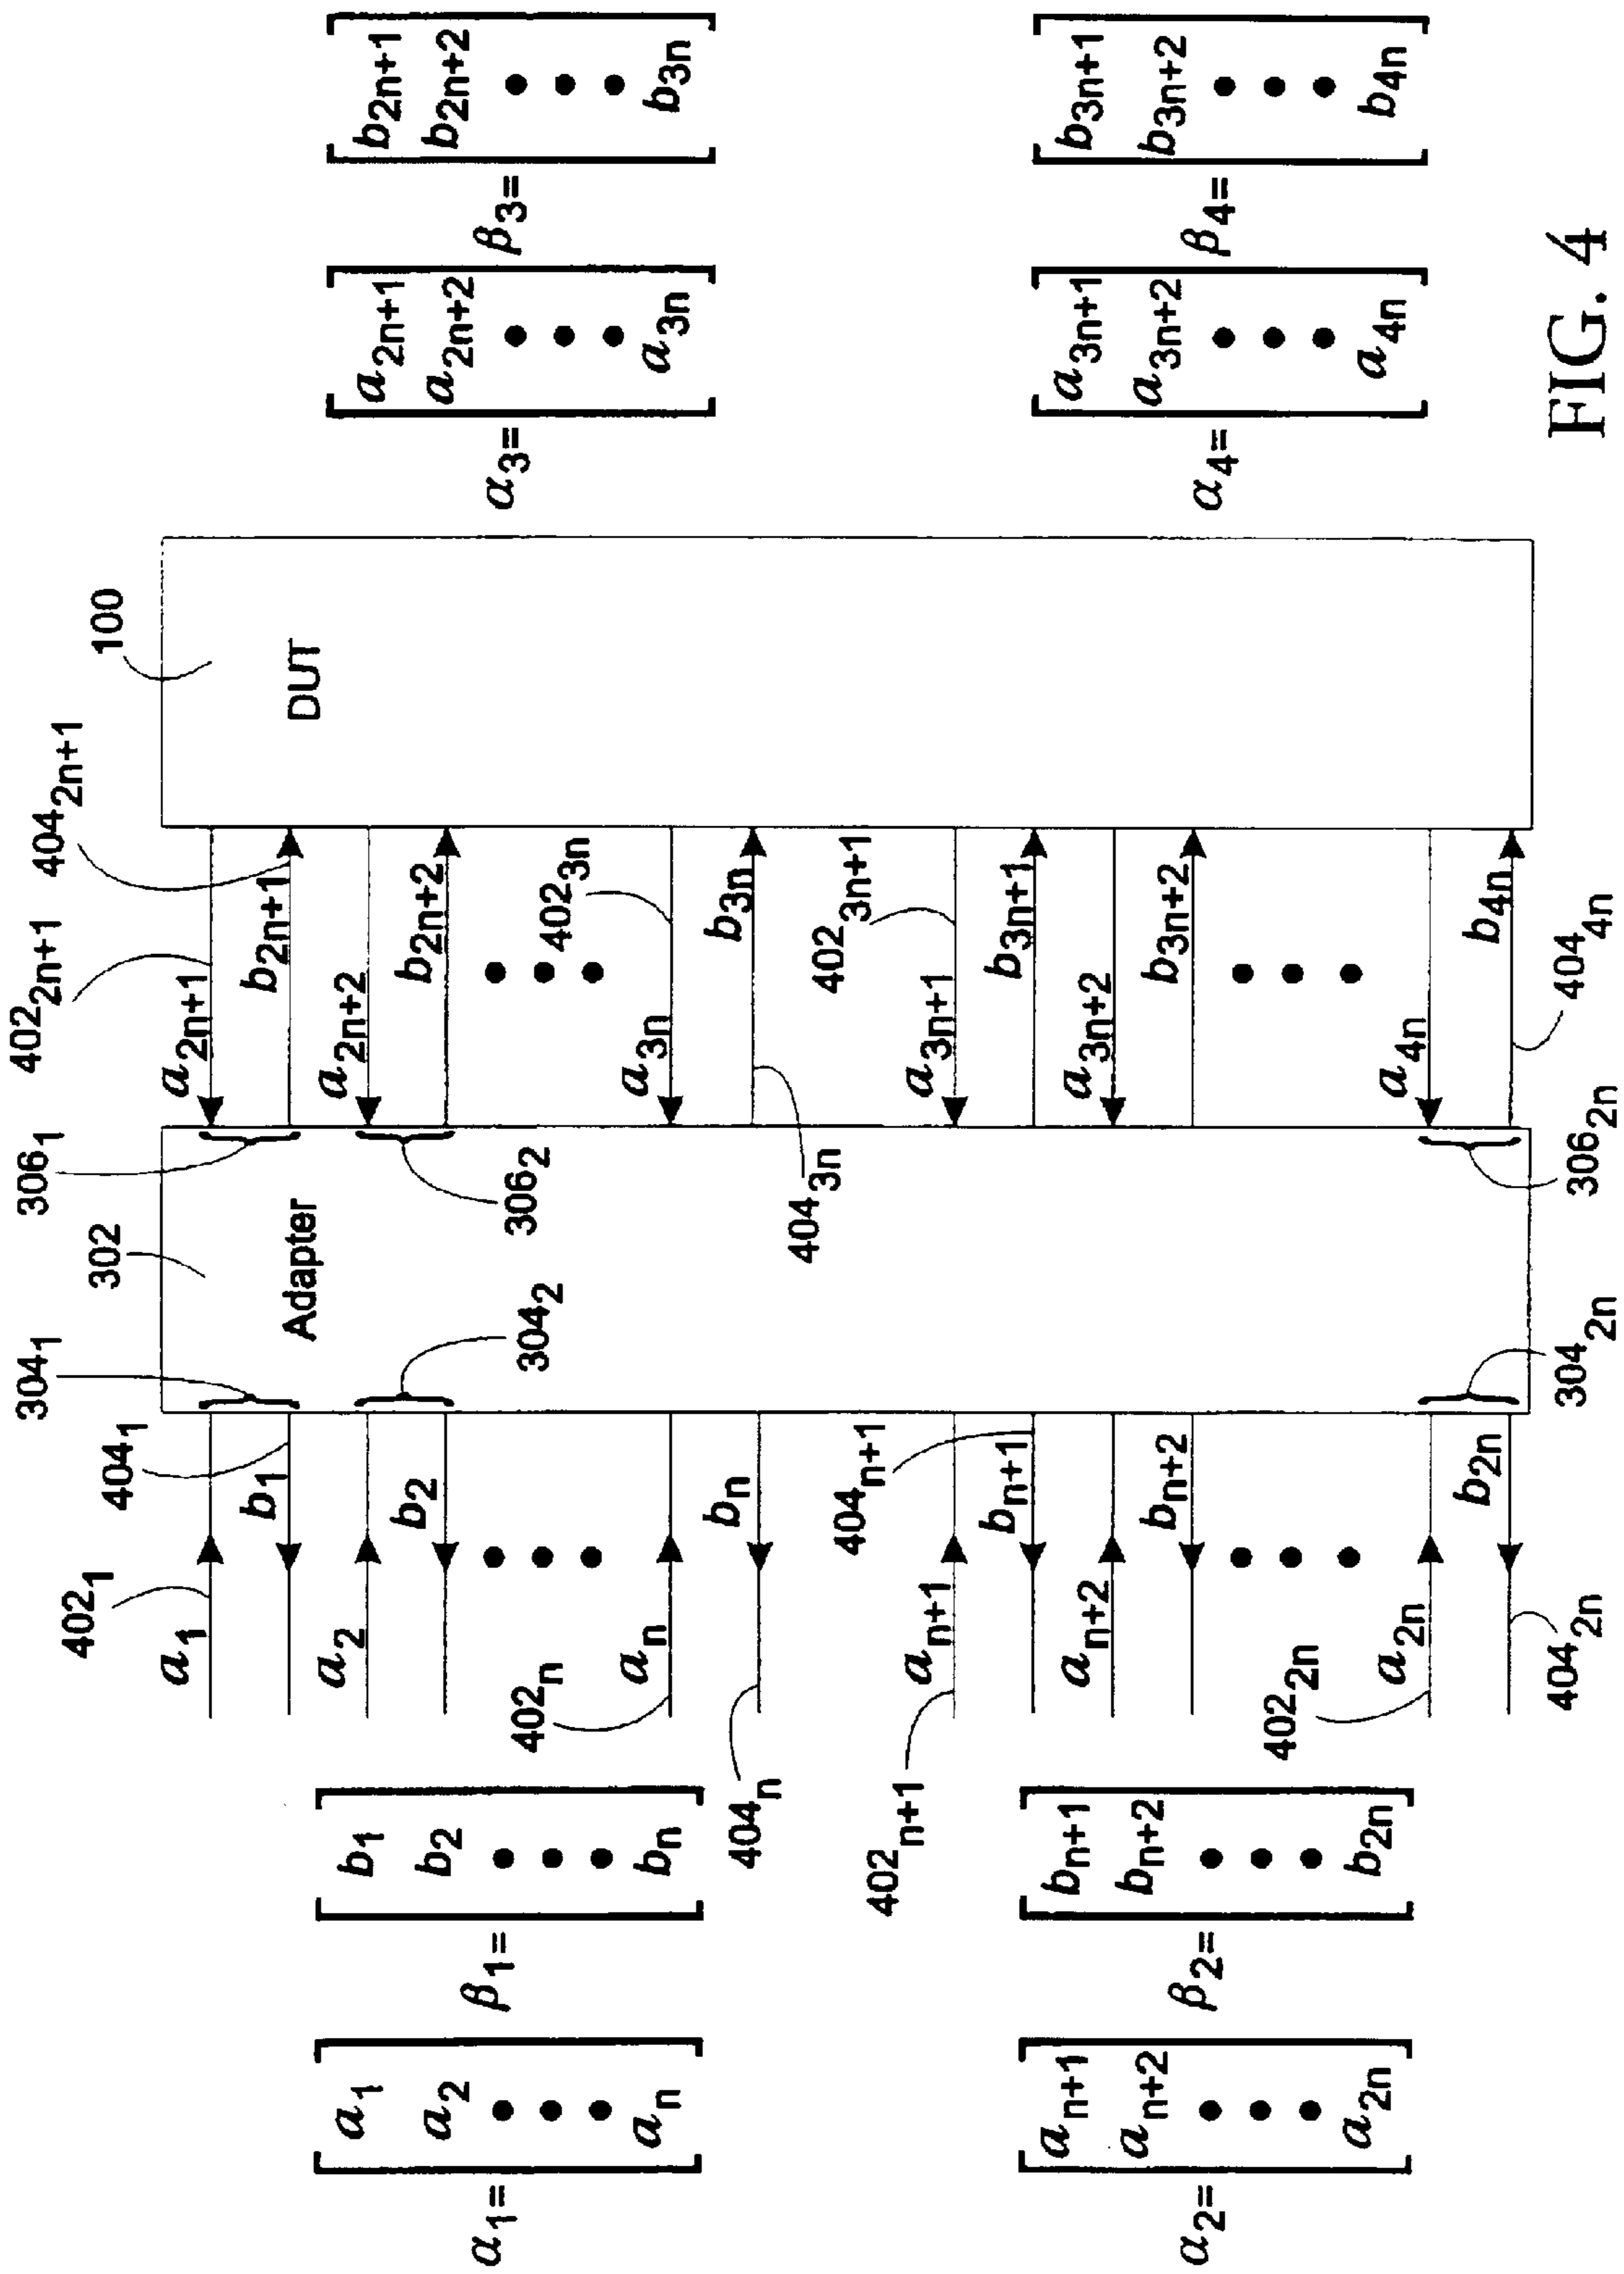 α1= [a1 a2 • • • an]
β1= [b1 b2 • • • bn]
α2= [an+1 an+2 • • • a2n]
β2= [bn+1 bn+2 • • • b2n]
402₁
a1
404₁
b1
a2
b2
402n
an
404n
bn
402n+1
an+1
404n+1
bn+1
an+2
bn+2
402₂n
a2n
404₂n
b2n
304₁
302
306₁
Adapter
304₂
306₂
304₂n
306₂n
402₂n+1
a2n+1
404₂n+1
b2n+1
a2n+2
b2n+2
402₃n
a3n
404₃n
b3n
402₃n+1
a3n+1
b3n+1
a3n+2
b3n+2
a4n
404₄n
b4n
100
DUT
α3= [a2n+1 a2n+2 • • • a3n]
β3= [b2n+1 b2n+2 • • • b3n]
α4= [a3n+1 a3n+2 • • • a4n]
β4= [b3n+1 b3n+2 • • • b4n]
FIG. 4